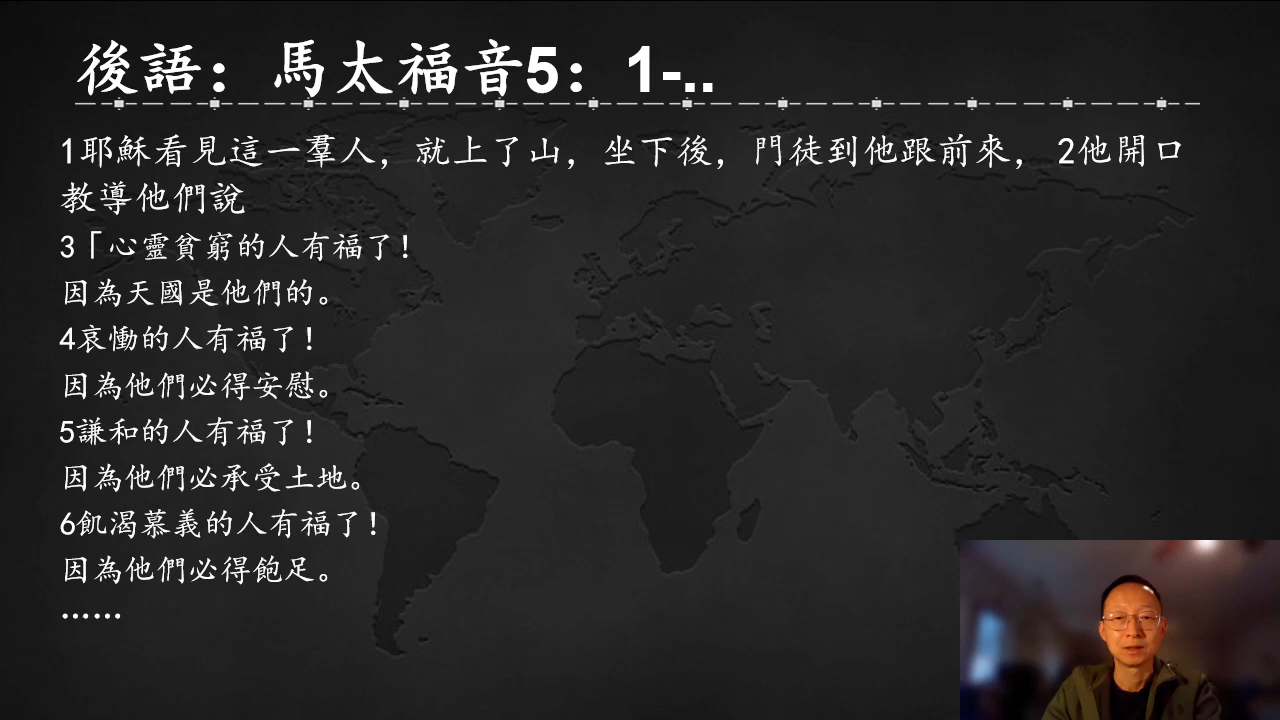 後語：馬太福音5：1-..
1耶穌看見這一羣人，就上了山，坐下後，門徒到他跟前來， 2他開口
教導他們說
3「心靈貧窮的人有福了！
因為天國是他們的。
4哀慟的人有福了！
因為他們必得安慰。
5謙和的人有福了！
因為他們必承受土地。
6飢渴慕義的人有福了！
因為他們必得飽足。
……